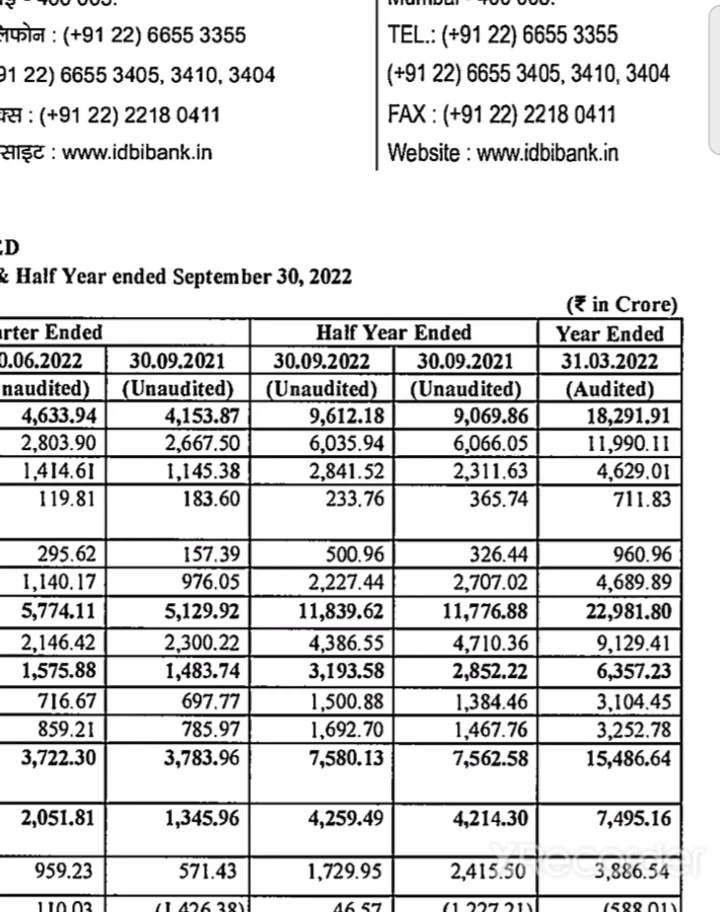 मुंबई - 400 005.
Mumbai - 400 005.
: (+91 22) 6655 3355
TEL.: (+91 22) 6655 3355
91 22) 6655 3405, 3410, 3404
(+91 22) 6655 3405, 3410, 3404
: (+91 22) 2218 0411
FAX : (+91 22) 2218 0411
: www.idbibank.in
Website : www.idbibank.in
ED
& Half Year ended September 30, 2022
(₹ in Crore)
arter Ended Half Year Ended Year Ended
0.06.2022 30.09.2021 30.09.2022 30.09.2021 31.03.2022
naudited) (Unaudited) (Unaudited) (Unaudited) (Audited)
4,633.94 4,153.87 9,612.18 9,069.86 18,291.91
2,803.90 2,667.50 6,035.94 6,066.05 11,990.11
1,414.61 1,145.38 2,841.52 2,311.63 4,629.01
119.81 183.60 233.76 365.74 711.83
295.62 157.39 500.96 326.44 960.96
1,140.17 976.05 2,227.44 2,707.02 4,689.89
5,774.11 5,129.92 11,839.62 11,776.88 22,981.80
2,146.42 2,300.22 4,386.55 4,710.36 9,129.41
1,575.88 1,483.74 3,193.58 2,852.22 6,357.23
716.67 697.77 1,500.88 1,384.46 3,104.45
859.21 785.97 1,692.70 1,467.76 3,252.78
3,722.30 3,783.96 7,580.13 7,562.58 15,486.64
2,051.81 1,345.96 4,259.49 4,214.30 7,495.16
959.23 571.43 1,729.95 2,415.50 3,886.54
XRecorder
110.03 (1,426.38) 46.57 (1,227.21) (588.01)